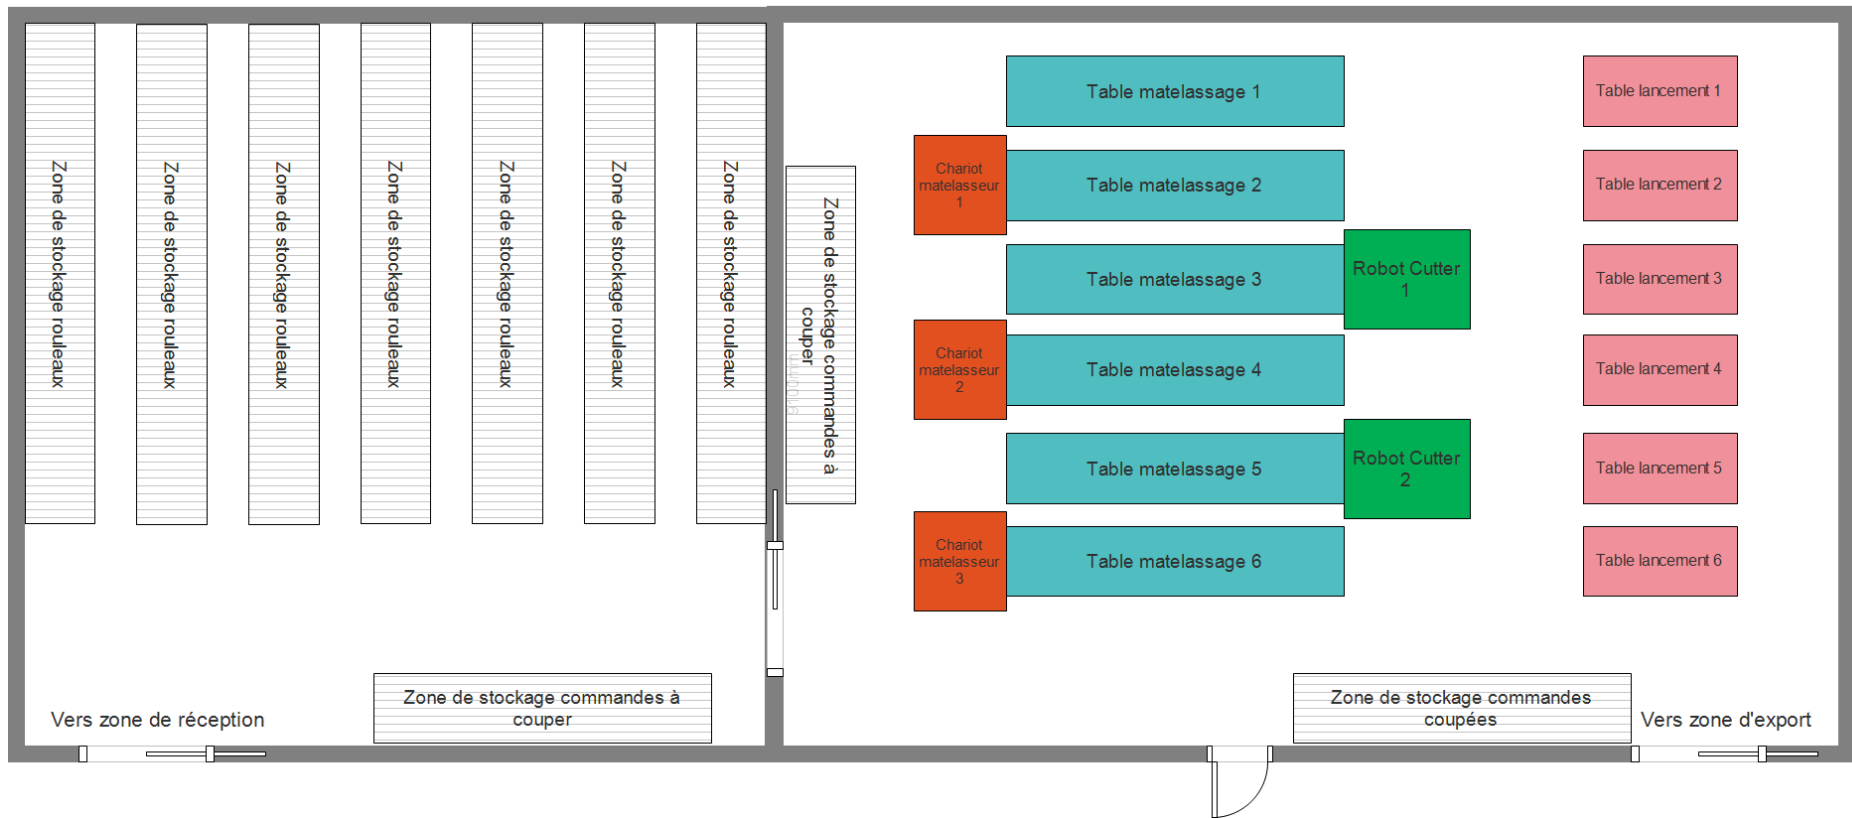 Zone de stockage rouleaux
Zone de stockage rouleaux
Zone de stockage rouleaux
Zone de stockage rouleaux
Zone de stockage rouleaux
Zone de stockage rouleaux
Zone de stockage rouleaux
Zone de stockage commandes à
couper
9100mm
Table matelassage 1
Table lancement 1
Chariot
matelasseur
1
Table matelassage 2
Table lancement 2
Table matelassage 3
Robot Cutter
1
Table lancement 3
Chariot
matelasseur
2
Table matelassage 4
Table lancement 4
Table matelassage 5
Robot Cutter
2
Table lancement 5
Chariot
matelasseur
3
Table matelassage 6
Table lancement 6
Vers zone de réception
Zone de stockage commandes à
couper
Zone de stockage commandes
coupées
Vers zone d'export